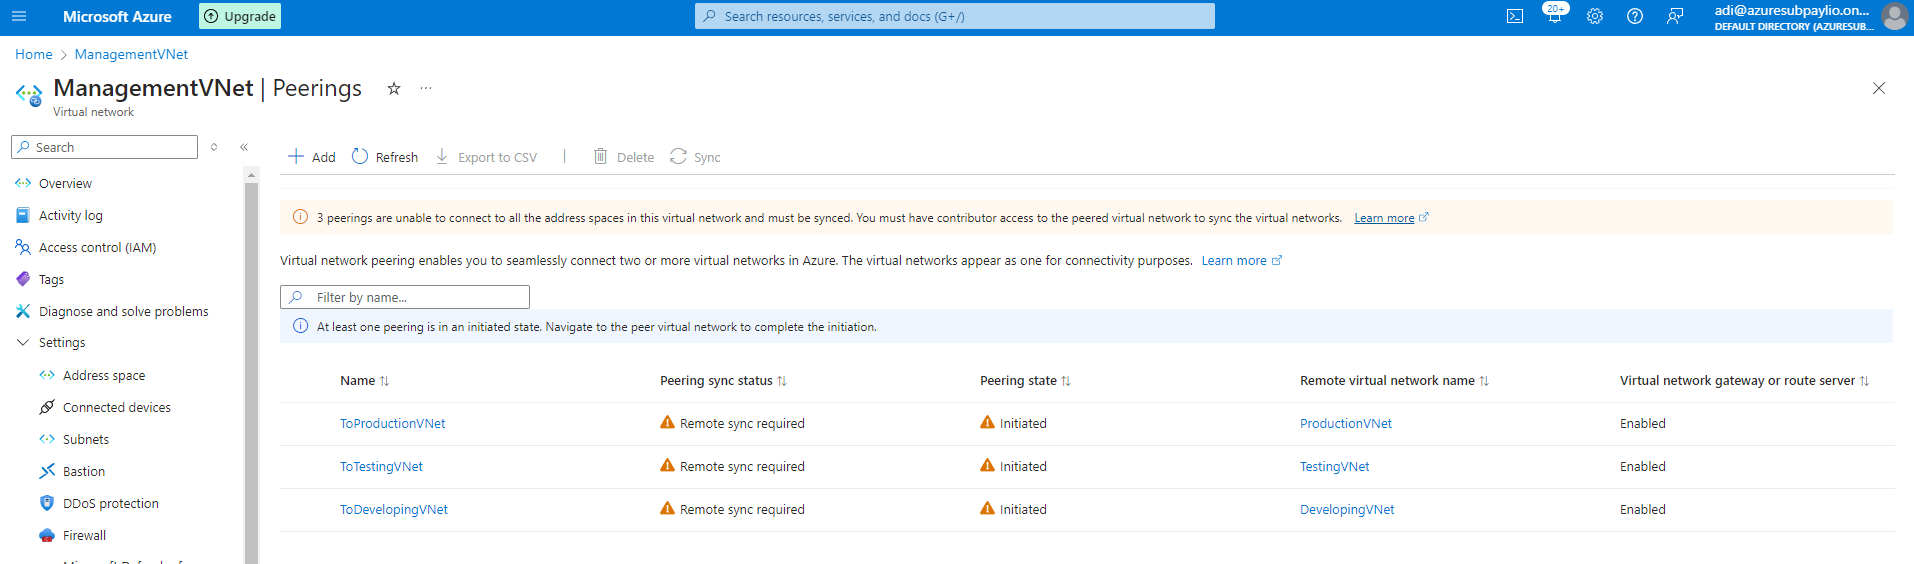 Microsoft Azure
Upgrade
Search resources, services, and docs (G+/)
20+
adi@azuresubpaylio.on...
DEFAULT DIRECTORY (AZURESUB...
Home > ManagementVNet
ManagementVNet | Peerings
Virtual network
Search
Add Refresh Export to CSV | Delete Sync
3 peerings are unable to connect to all the address spaces in this virtual network and must be synced. You must have contributor access to the peered virtual network to sync the virtual networks. Learn more
Virtual network peering enables you to seamlessly connect two or more virtual networks in Azure. The virtual networks appear as one for connectivity purposes. Learn more
Filter by name...
At least one peering is in an initiated state. Navigate to the peer virtual network to complete the initiation.
Name Peering sync status Peering state Remote virtual network name Virtual network gateway or route server
ToProductionVNet Remote sync required Initiated ProductionVNet Enabled
ToTestingVNet Remote sync required Initiated TestingVNet Enabled
ToDevelopingVNet Remote sync required Initiated DevelopingVNet Enabled
Overview
Activity log
Access control (IAM)
Tags
Diagnose and solve problems
Settings
Address space
Connected devices
Subnets
Bastion
DDoS protection
Firewall